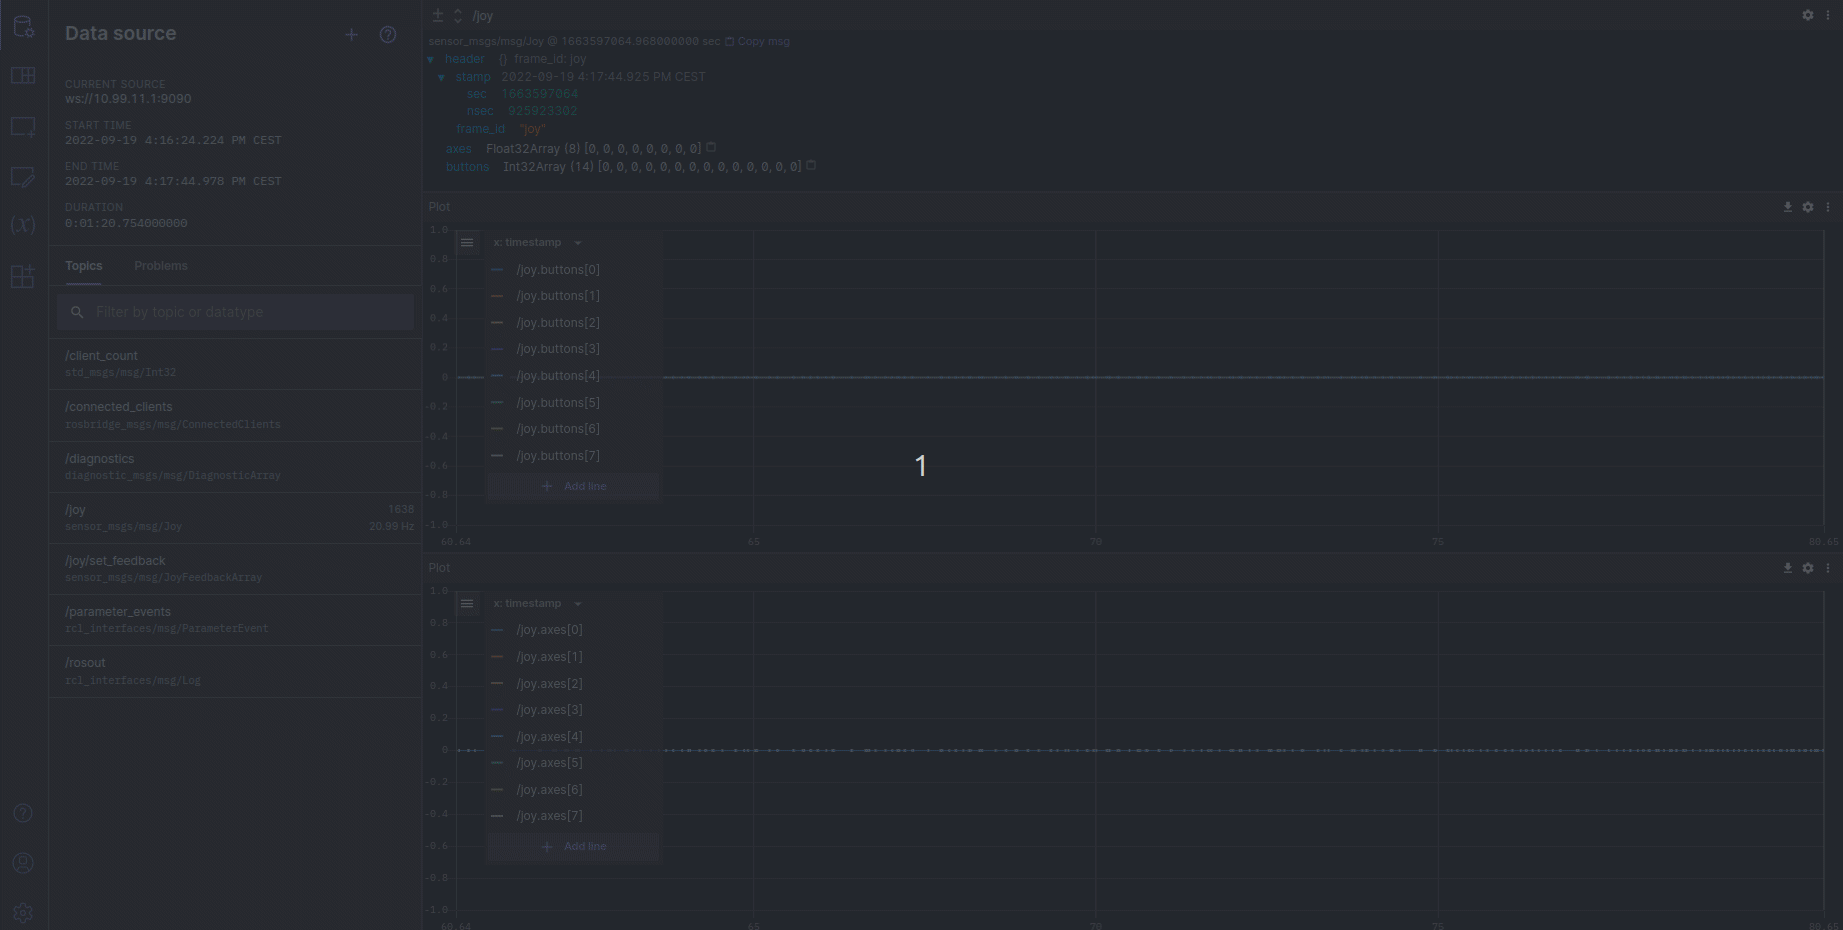 Data source
CURRENT SOURCE
ws://10.99.11.1:9090
START TIME
2022-09-19 4:16:24.224 PM CEST
END TIME
2022-09-19 4:17:44.978 PM CEST
DURATION
0:01:20.754000000
Topics Problems
Filter by topic or datatype
/client_count
std_msgs/msg/Int32
/connected_clients
rosbridge_msgs/msg/ConnectedClients
/diagnostics
diagnostic_msgs/msg/DiagnosticArray
/joy 1638
sensor_msgs/msg/Joy 20.99 Hz
/joy/set_feedback
sensor_msgs/msg/JoyFeedbackArray
/parameter_events
rcl_interfaces/msg/ParameterEvent
/rosout
rcl_interfaces/msg/Log
/joy
sensor_msgs/msg/Joy @ 1663597064.968000000 sec Copy msg
header {} frame_id: joy
stamp 2022-09-19 4:17:44.925 PM CEST
sec 1663597064
nsec 925923302
frame_id "joy"
axes Float32Array (8) [0, 0, 0, 0, 0, 0, 0, 0]
buttons Int32Array (14) [0, 0, 0, 0, 0, 0, 0, 0, 0, 0, 0, 0, 0, 0]
Plot
x: timestamp
/joy.buttons[0]
/joy.buttons[1]
/joy.buttons[2]
/joy.buttons[3]
/joy.buttons[4]
/joy.buttons[5]
/joy.buttons[6]
/joy.buttons[7]
+ Add line
1.0
0.8
0.6
0.4
0.2
0
-0.2
-0.4
-0.6
-0.8
-1.0
60.64 65 70 75 80.65
1
Plot
x: timestamp
/joy.axes[0]
/joy.axes[1]
/joy.axes[2]
/joy.axes[3]
/joy.axes[4]
/joy.axes[5]
/joy.axes[6]
/joy.axes[7]
+ Add line
1.0
0.8
0.6
0.4
0.2
0
-0.2
-0.4
-0.6
-0.8
-1.0
60.64 65 70 75 80.65